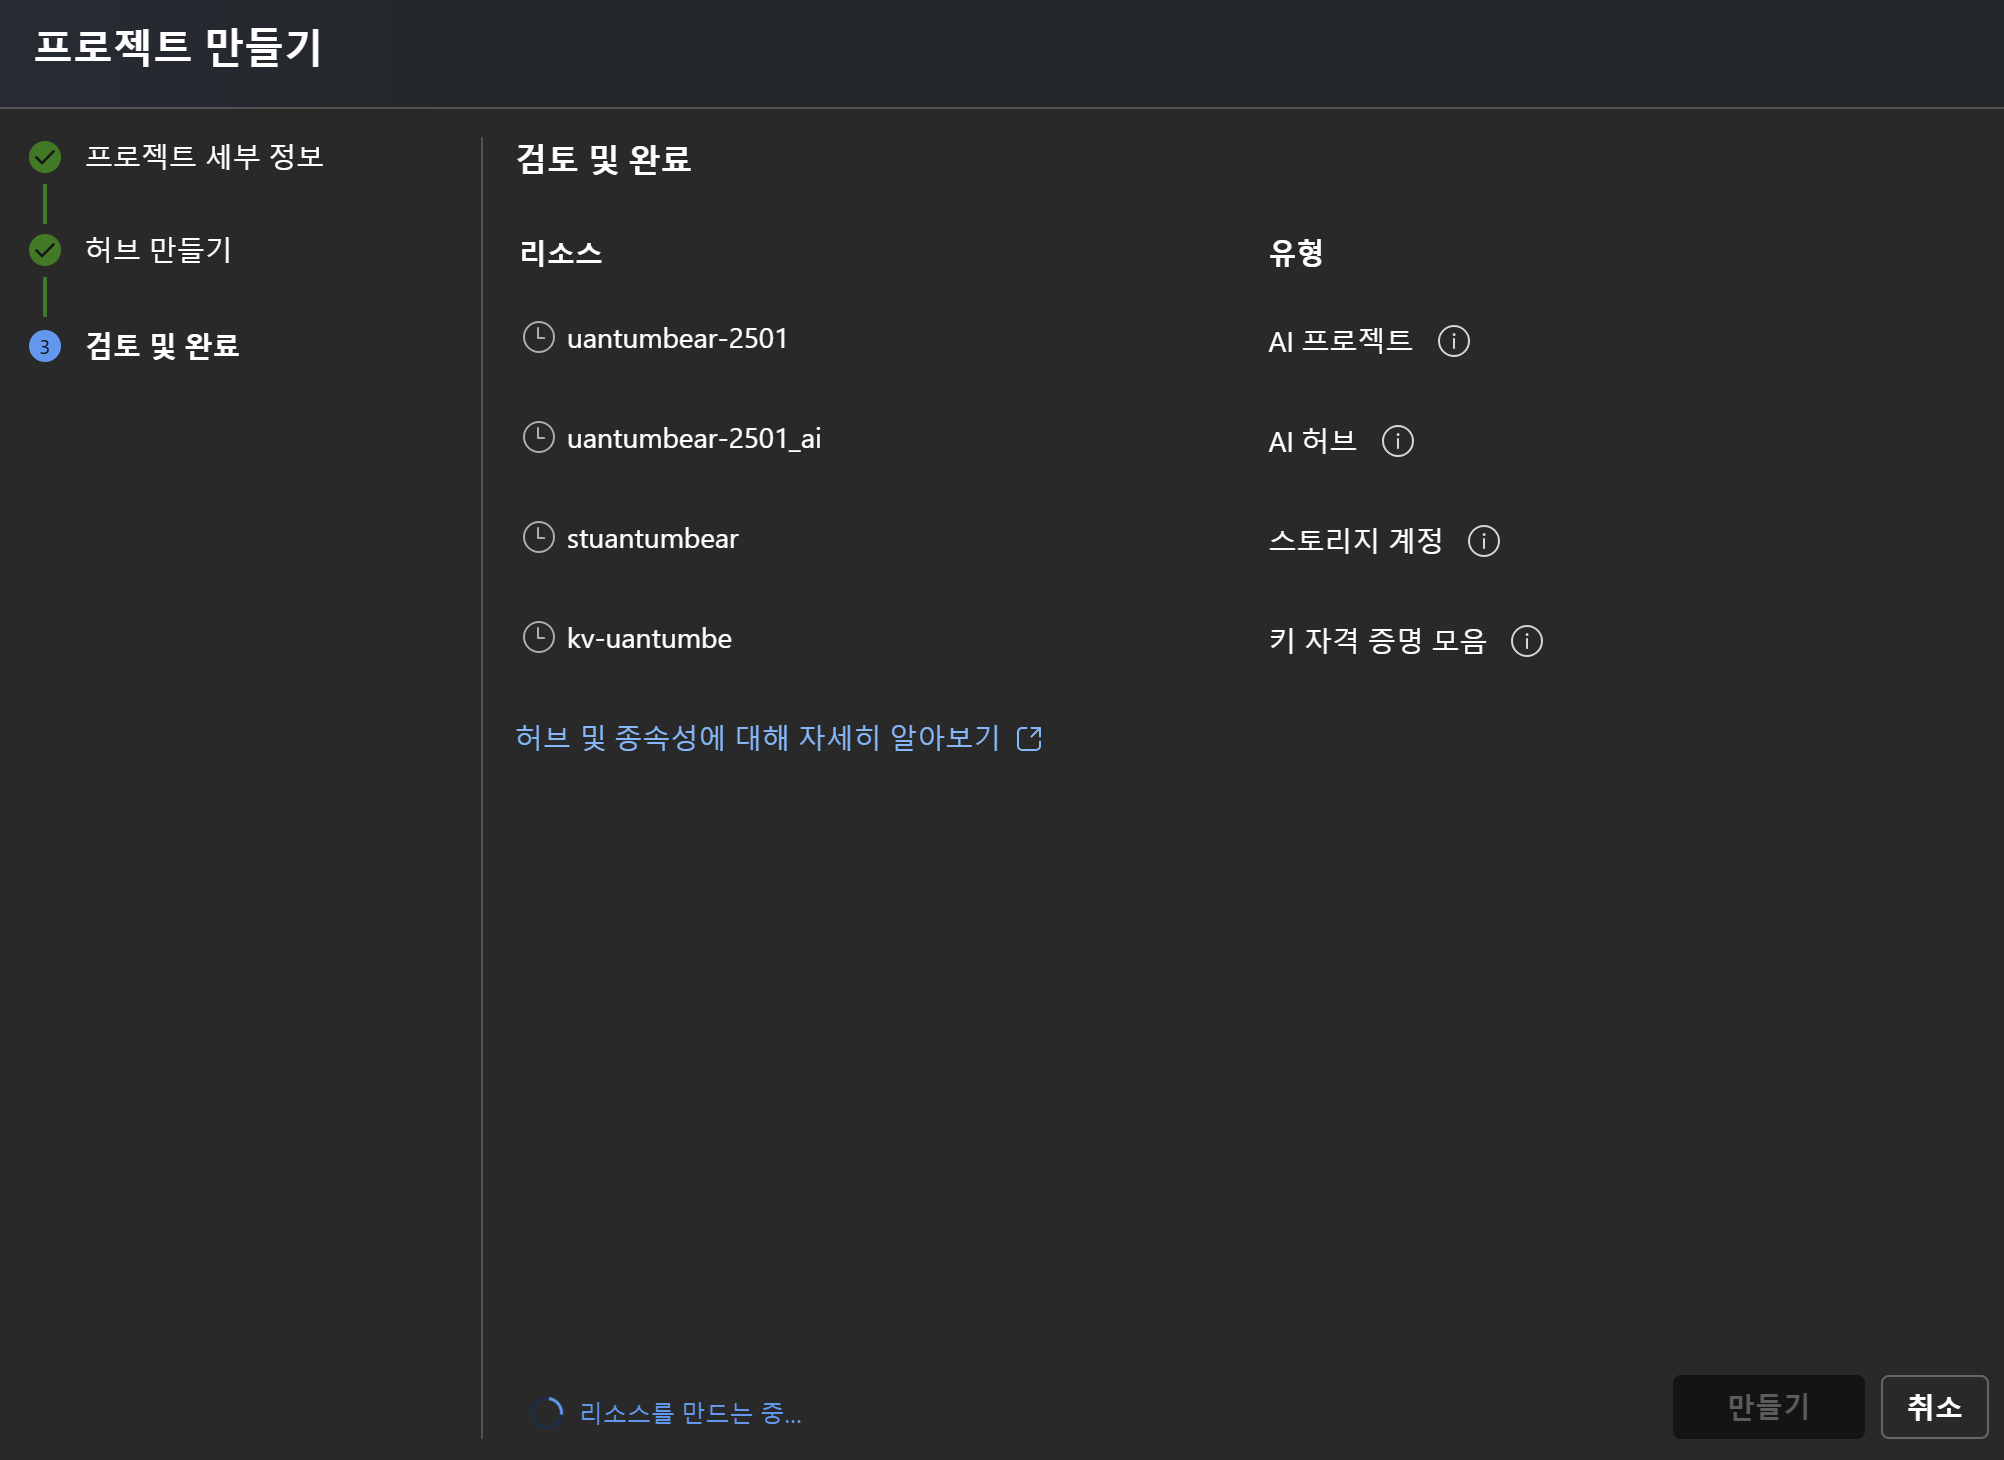 프로젝트 만들기
프로젝트 세부 정보
허브 만들기
3 검토 및 완료
검토 및 완료
리소스 유형
uantumbear-2501 AI 프로젝트
uantumbear-2501_ai AI 허브
stuantumbear 스토리지 계정
kv-uantumbe 키 자격 증명 모음
허브 및 종속성에 대해 자세히 알아보기
리소스를 만드는 중...
만들기 취소